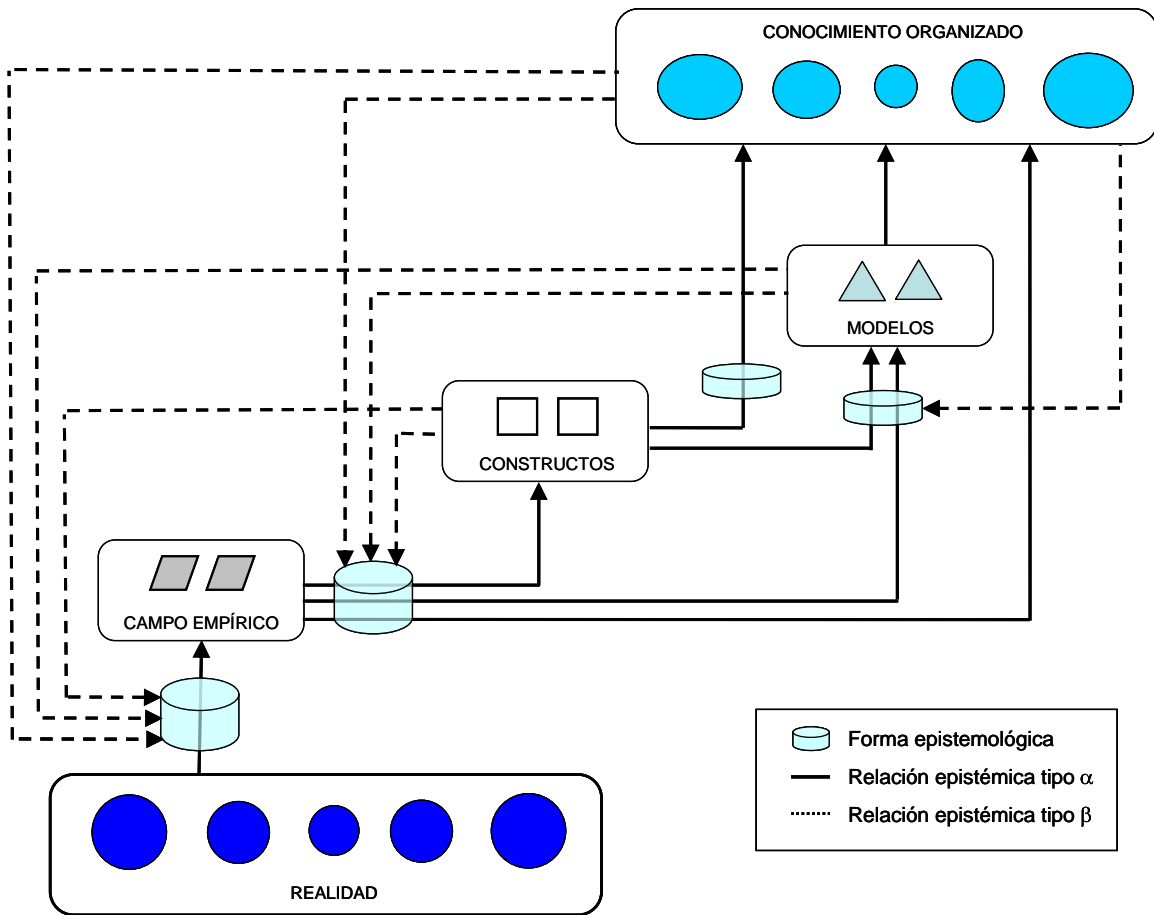 CONOCIMIENTO ORGANIZADO
MODELOS
CONSTRUCTOS
CAMPO EMPÍRICO
Forma epistemológica
Relación epistémica tipo α
Relación epistémica tipo β
REALIDAD